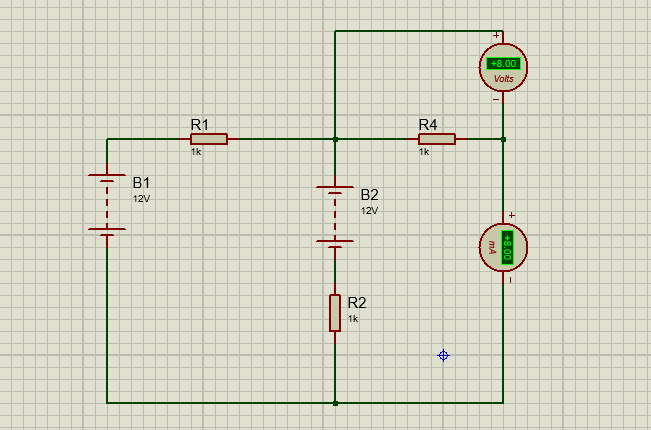 +
+8.00
Volts
−
R1
1k
R4
1k
B1
12V
B2
12V
+
+8.00
mA
−
R2
1k